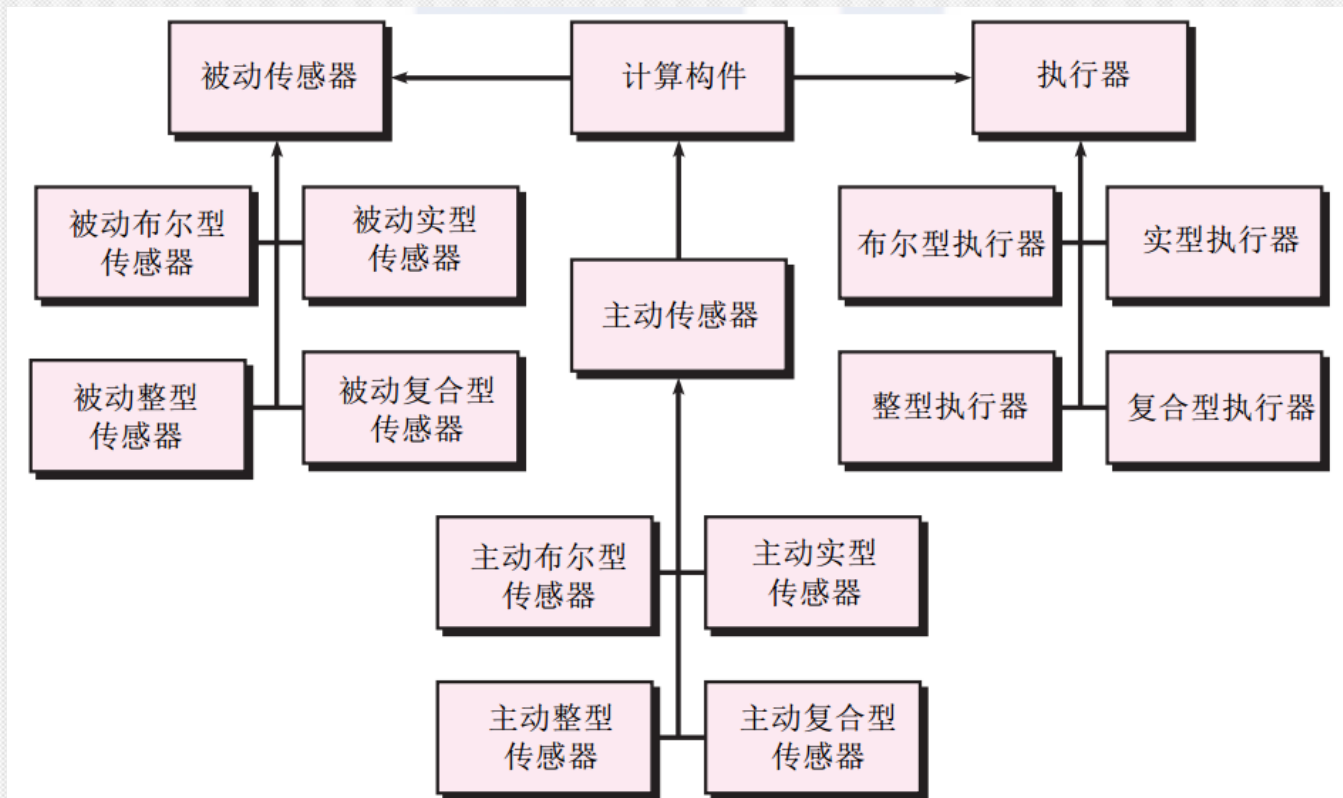 被动传感器
计算构件
执行器
被动布尔型
传感器
被动实型
传感器
布尔型执行器
实型执行器
主动传感器
被动整型
传感器
被动复合型
传感器
整型执行器
复合型执行器
主动布尔型
传感器
主动实型
传感器
主动整型
传感器
主动复合型
传感器